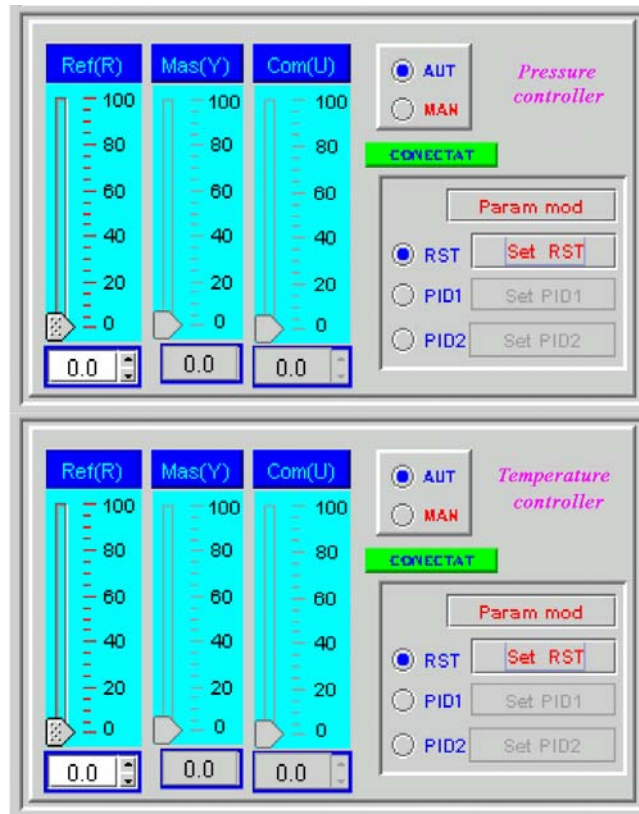 Ref(R) Mas(Y) Com(U)
AUT
MAN
Pressure
controller
CONECTAT
100 100 100
80 80 80
60 60 60
40 40 40
20 20 20
0 0 0
0.0 0.0 0.0
Param mod
RST Set RST
PID1 Set PID1
PID2 Set PID2
Ref(R) Mas(Y) Com(U)
AUT
MAN
Temperature
controller
CONECTAT
100 100 100
80 80 80
60 60 60
40 40 40
20 20 20
0 0 0
0.0 0.0 0.0
Param mod
RST Set RST
PID1 Set PID1
PID2 Set PID2